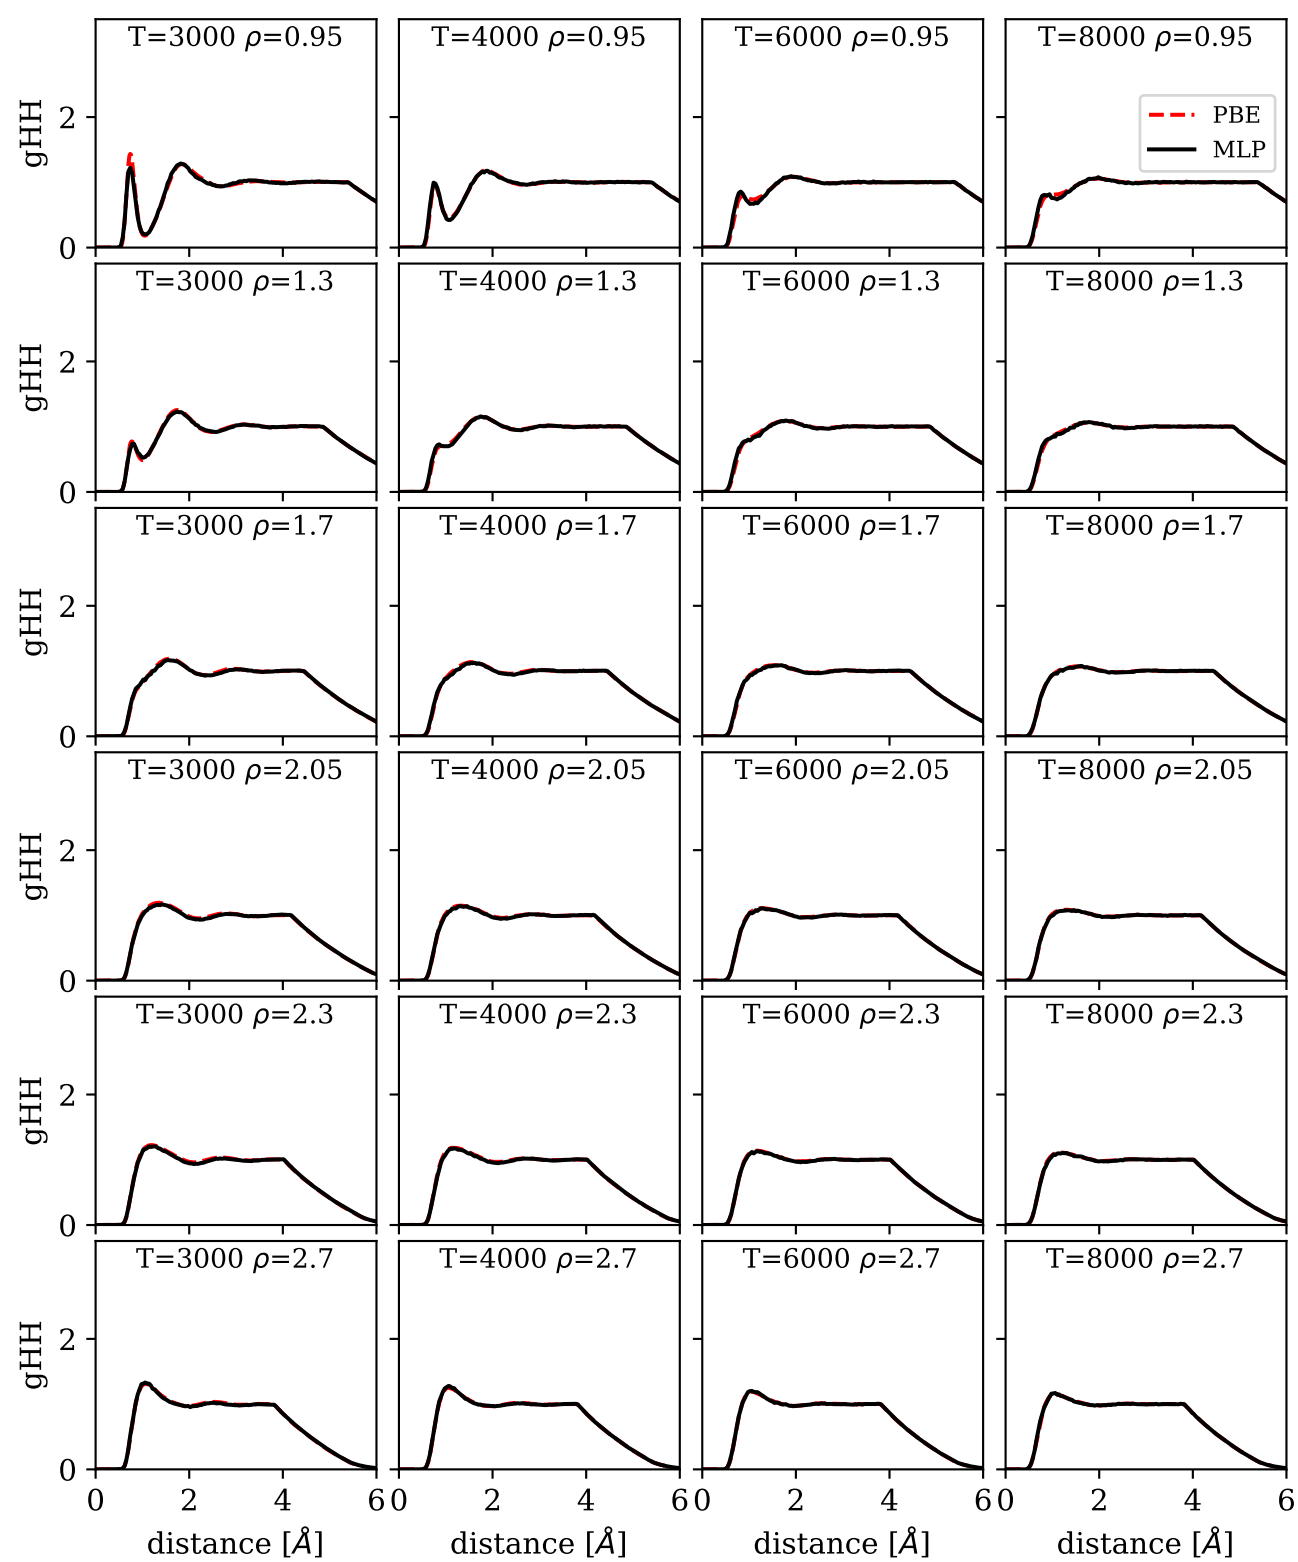 T=3000 ρ=0.95 T=4000 ρ=0.95 T=6000 ρ=0.95 T=8000 ρ=0.95
PBE
MLP
gHH
2
0
T=3000 ρ=1.3 T=4000 ρ=1.3 T=6000 ρ=1.3 T=8000 ρ=1.3
gHH
2
0
T=3000 ρ=1.7 T=4000 ρ=1.7 T=6000 ρ=1.7 T=8000 ρ=1.7
gHH
2
0
T=3000 ρ=2.05 T=4000 ρ=2.05 T=6000 ρ=2.05 T=8000 ρ=2.05
gHH
2
0
T=3000 ρ=2.3 T=4000 ρ=2.3 T=6000 ρ=2.3 T=8000 ρ=2.3
gHH
2
0
T=3000 ρ=2.7 T=4000 ρ=2.7 T=6000 ρ=2.7 T=8000 ρ=2.7
gHH
2
0
0 2 4 6 0 2 4 6 0 2 4 6 0 2 4 6
distance [Å] distance [Å] distance [Å] distance [Å]